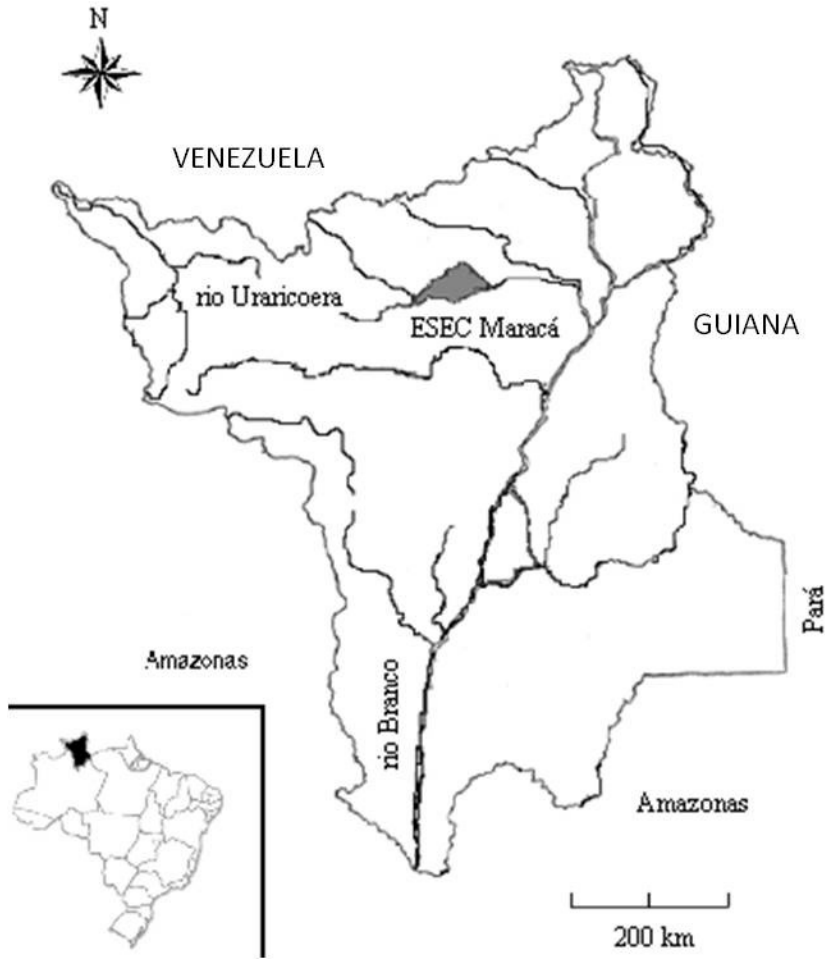 N
VENEZUELA
rio Uraricoera
ESEC Maracá
GUIANA
Pará
Amazonas
rio Branco
Amazonas
200 km